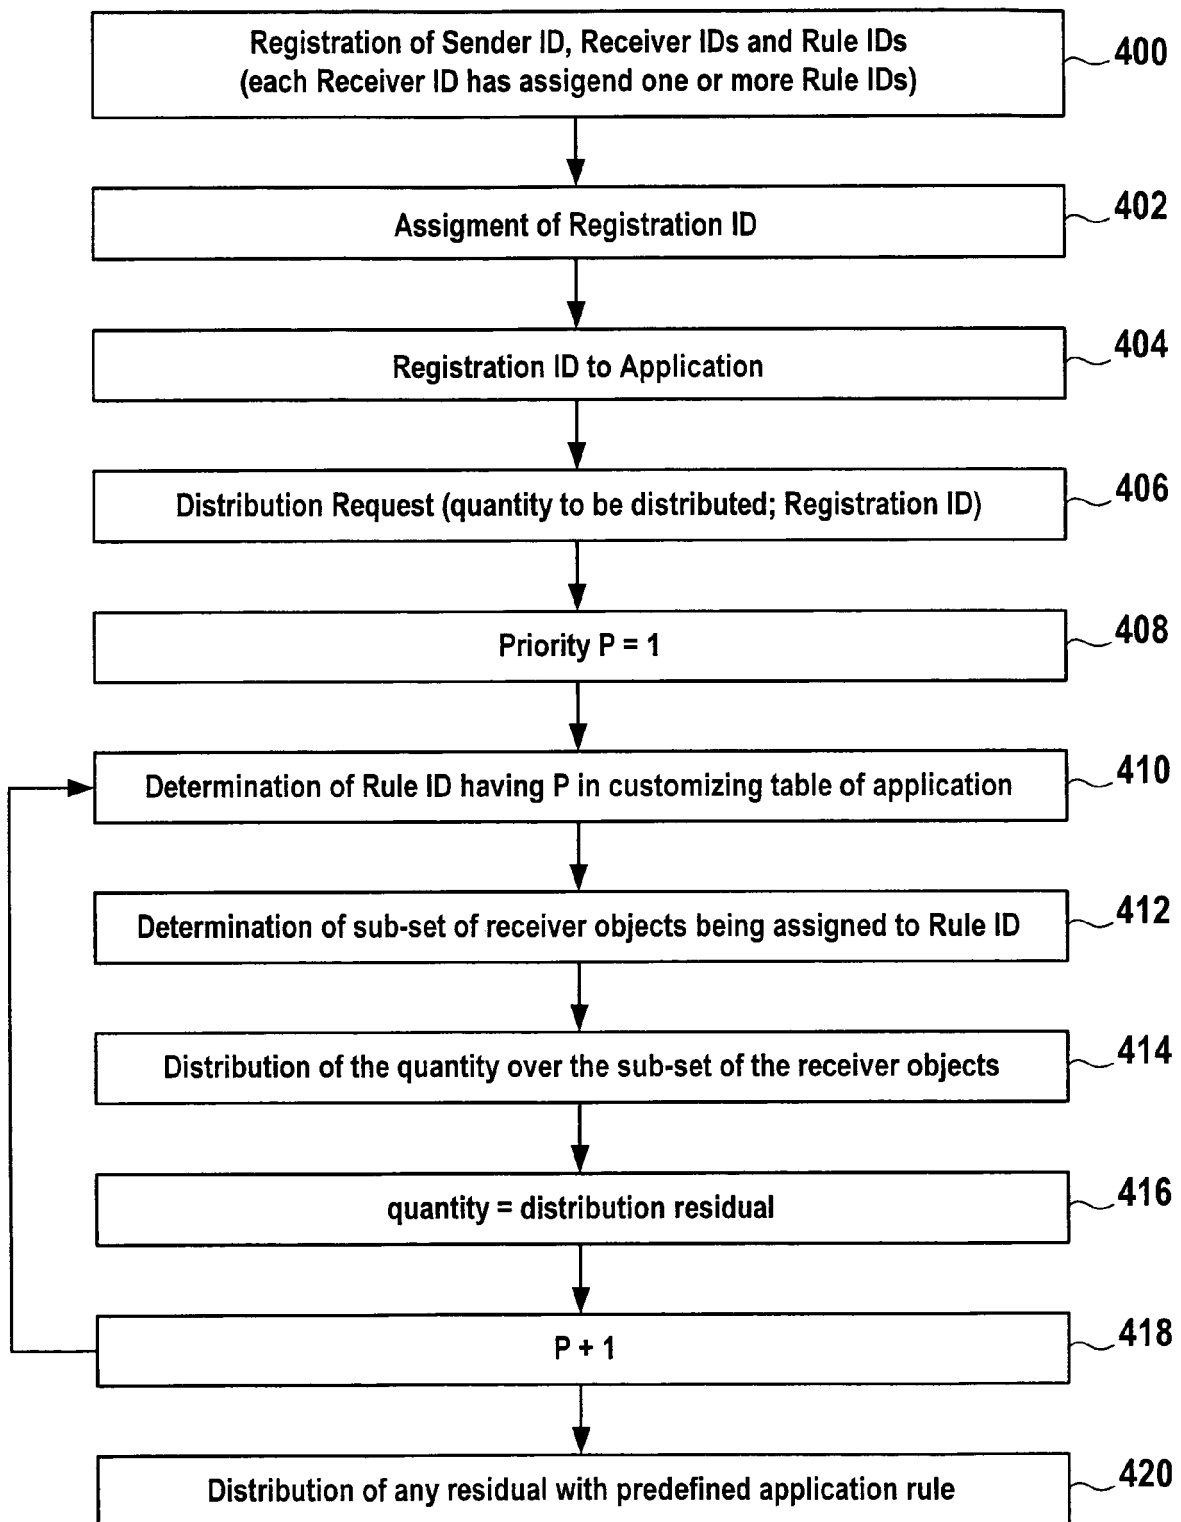 Registration of Sender ID, Receiver IDs and Rule IDs
(each Receiver ID has assigend one or more Rule IDs)
400
Assigment of Registration ID
402
Registration ID to Application
404
Distribution Request (quantity to be distributed; Registration ID)
406
Priority P = 1
408
Determination of Rule ID having P in customizing table of application
410
Determination of sub-set of receiver objects being assigned to Rule ID
412
Distribution of the quantity over the sub-set of the receiver objects
414
quantity = distribution residual
416
P + 1
418
Distribution of any residual with predefined application rule
420